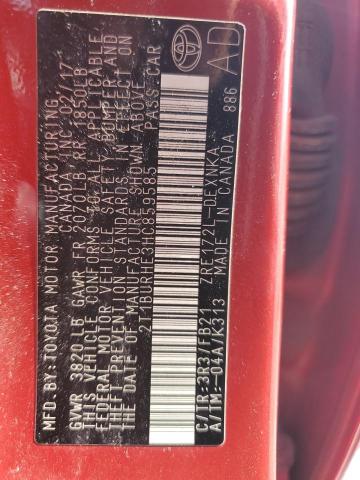 MFD. BY: TOYOTA MOTOR MANUFACTURING
CANADA INC. 02/17
GVWR 3820 LB GAWR FR 2070LB RR 1850LB
THIS VEHICLE CONFORMS TO ALL APPLICABLE
FEDERAL MOTOR VEHICLE SAFETY, BUMPER AND
THEFT PREVENTION STANDARDS IN EFFECT ON
THE DATE OF MANUFACTURE SHOWN ABOVE.
2T1BURHE3HC859585 PASS CAR
C/TR:3R3/FB21 ZRE172L-DEXNKA
A/TM:-04A/K313 MADE IN CANADA 886
AD